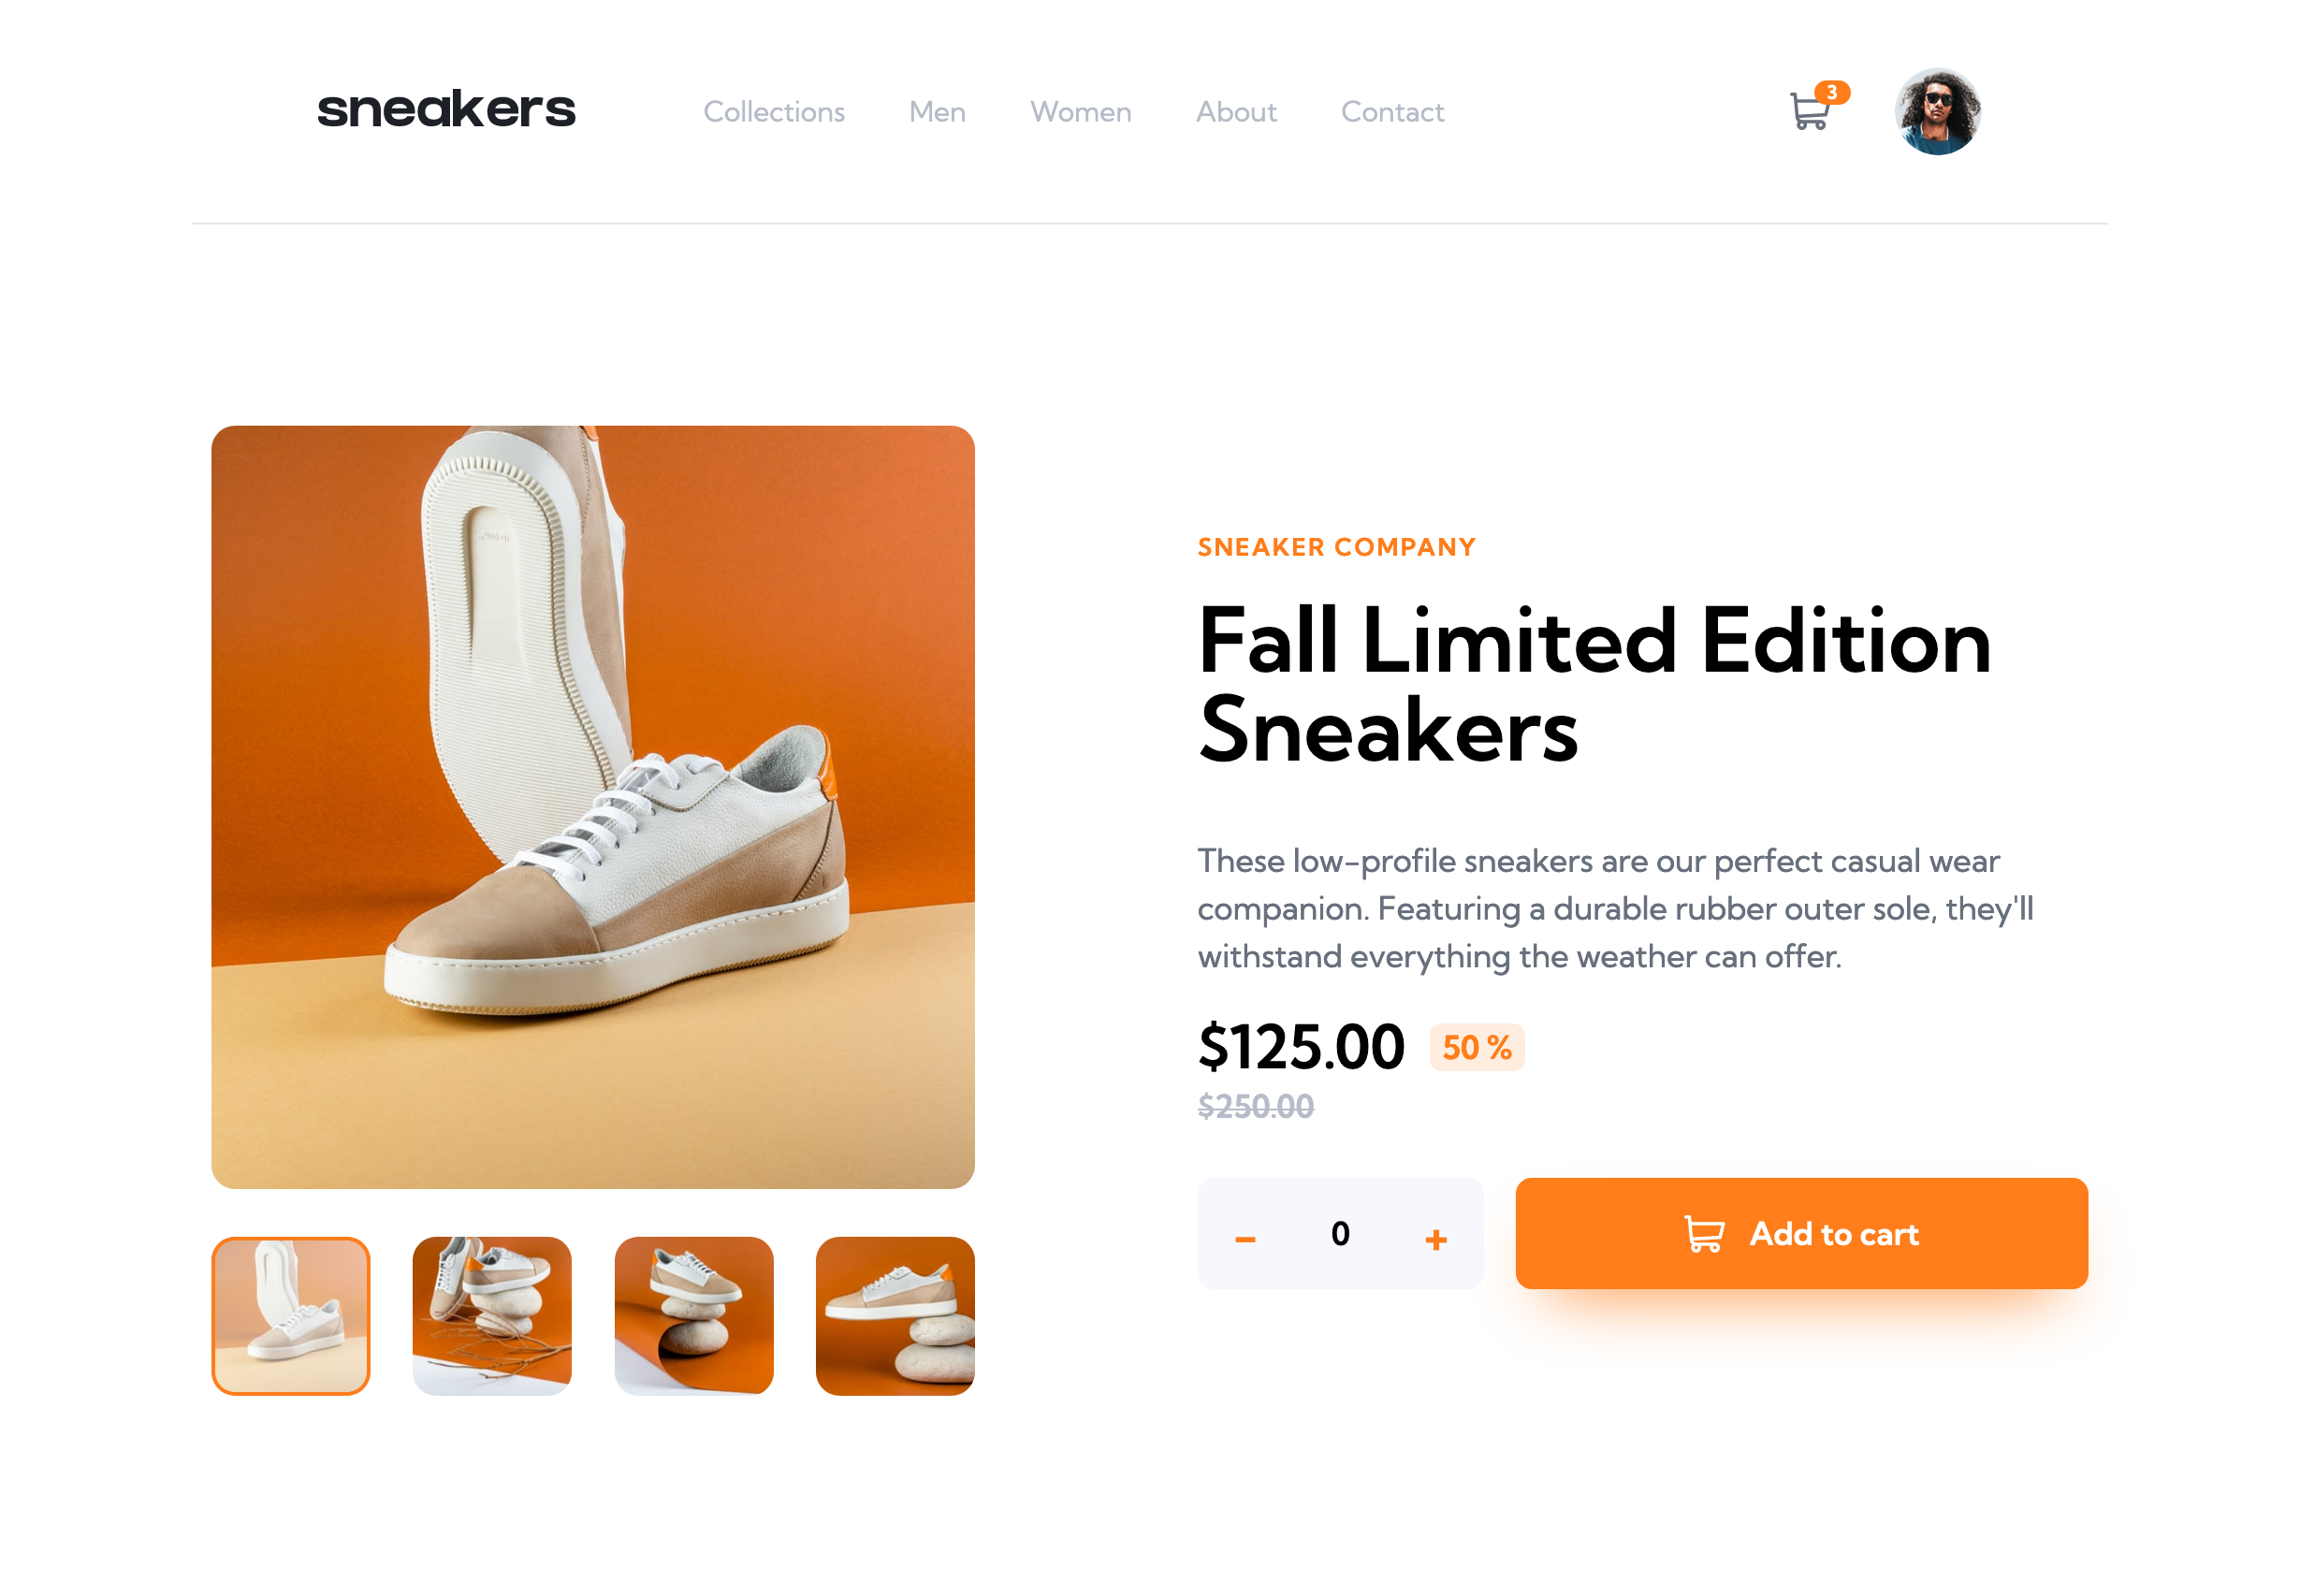 sneakers
Collections
Men
Women
About
Contact
3
SNEAKER COMPANY
Fall Limited Edition
Sneakers
These low-profile sneakers are our perfect casual wear
companion. Featuring a durable rubber outer sole, they'll
withstand everything the weather can offer.
$125.00
50 %
$250.00
−
0
+
Add to cart